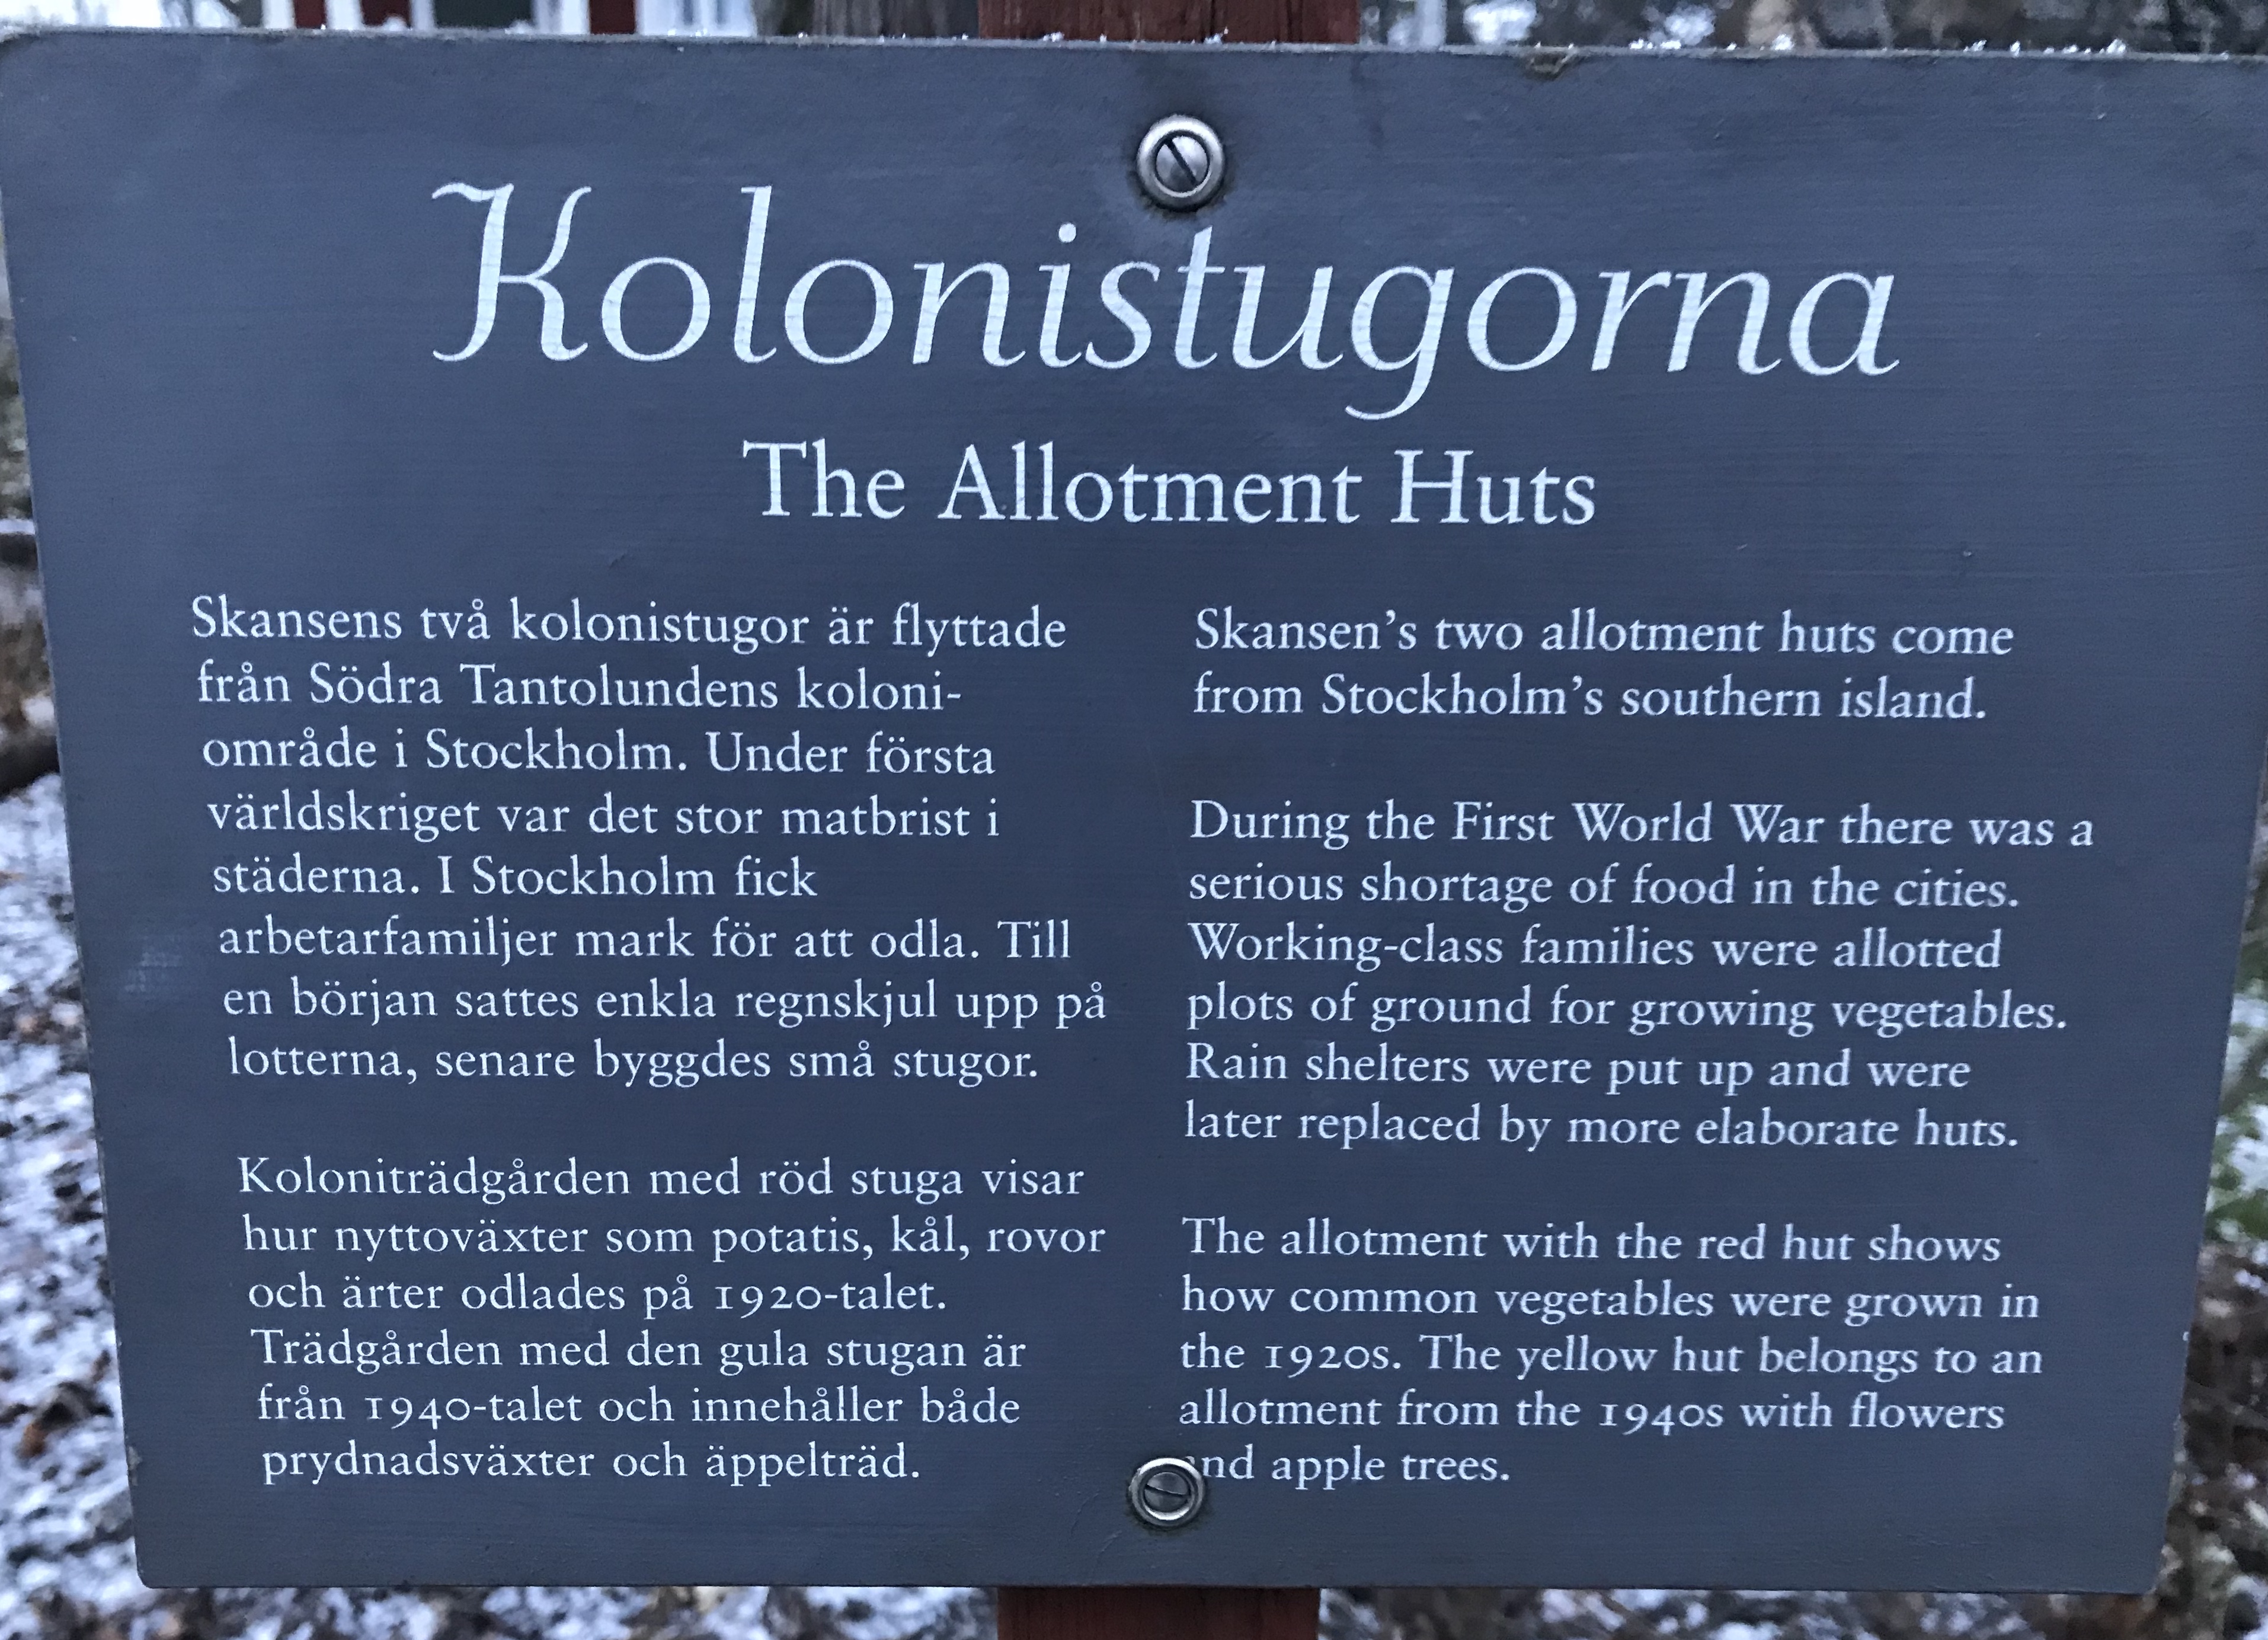 Kolonistugorna
The Allotment Huts
Skansens två kolonistugor är flyttade
från Södra Tantolundens koloni-
område i Stockholm. Under första
världskriget var det stor matbrist i
städerna. I Stockholm fick
arbetarfamiljer mark för att odla. Till
en början sattes enkla regnskjul upp på
lotterna, senare byggdes små stugor.
Koloniträdgården med röd stuga visar
hur nyttoväxter som potatis, kål, rovor
och ärter odlades på 1920-talet.
Trädgården med den gula stugan är
från 1940-talet och innehåller både
prydnadsväxter och äppelträd.
Skansen's two allotment huts come
from Stockholm's southern island.
During the First World War there was a
serious shortage of food in the cities.
Working-class families were allotted
plots of ground for growing vegetables.
Rain shelters were put up and were
later replaced by more elaborate huts.
The allotment with the red hut shows
how common vegetables were grown in
the 1920s. The yellow hut belongs to an
allotment from the 1940s with flowers
and apple trees.